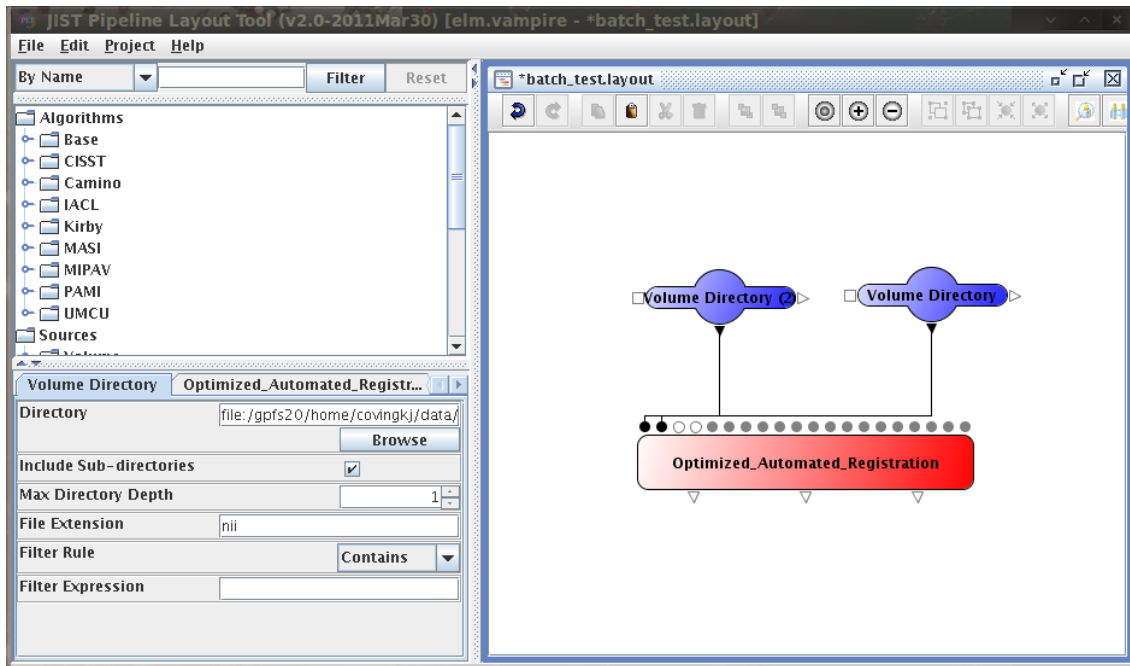 JIST Pipeline Layout Tool (v2.0-2011Mar30) [elm.vampire - *batch_test.layout]
File Edit Project Help
By Name Filter Reset
*batch_test.layout
Algorithms
Base
CISST
Camino
IACL
Kirby
MASI
MIPAV
PAMI
UMCU
Sources
Volume Directory (2) Volume Directory
Optimized_Automated_Registration
Volume Directory Optimized_Automated_Registr...
Directory file:/gpfs20/home/covingkj/data/
Browse
Include Sub-directories
Max Directory Depth 1
File Extension nii
Filter Rule Contains
Filter Expression